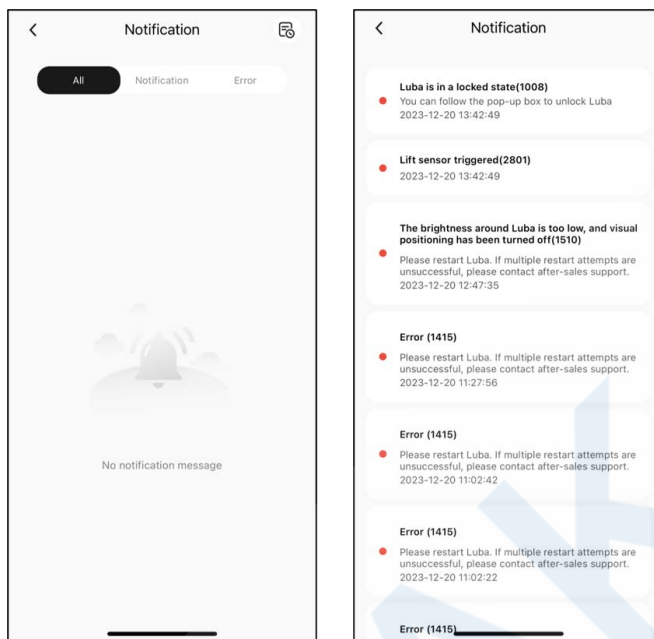 Notification
All Notification Error
No notification message
Notification
Luba is in a locked state(1008)
You can follow the pop-up box to unlock Luba
2023-12-20 13:42:49
Lift sensor triggered(2801)
2023-12-20 13:42:49
The brightness around Luba is too low, and visual
positioning has been turned off(1510)
Please restart Luba. If multiple restart attempts are
unsuccessful, please contact after-sales support.
2023-12-20 12:47:35
Error (1415)
Please restart Luba. If multiple restart attempts are
unsuccessful, please contact after-sales support.
2023-12-20 11:27:56
Error (1415)
Please restart Luba. If multiple restart attempts are
unsuccessful, please contact after-sales support.
2023-12-20 11:02:42
Error (1415)
Please restart Luba. If multiple restart attempts are
unsuccessful, please contact after-sales support.
2023-12-20 11:02:22
Error (1415)